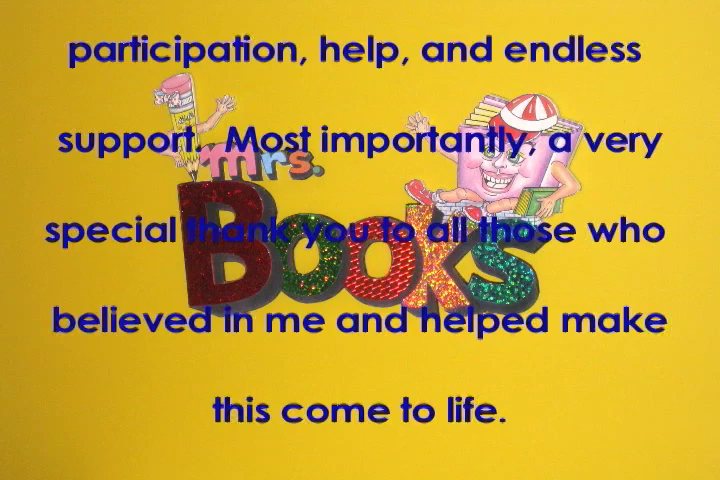 participation, help, and endless
support. Most importantly, a very
mrs.
special thank you to all those who
Books
believed in me and helped make
this come to life.